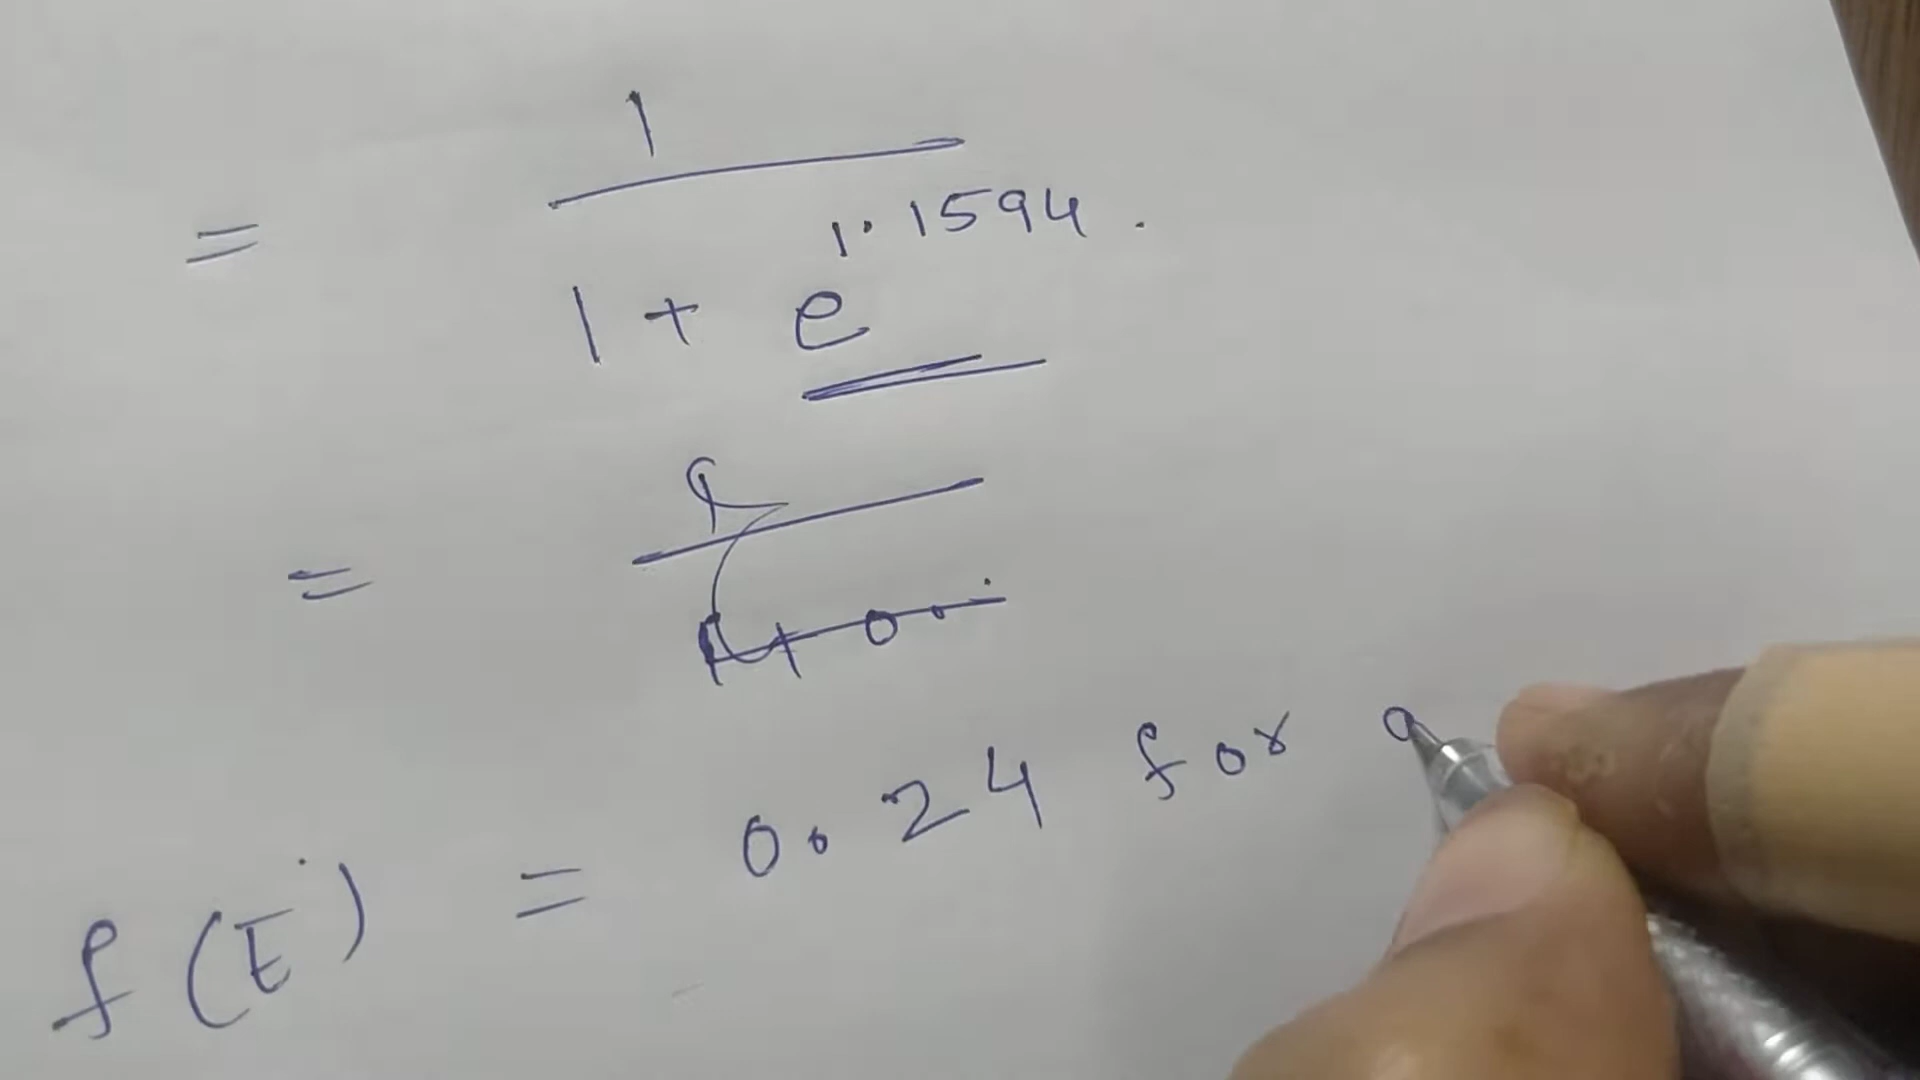 = 1
1 + e^1.1594
=
f(E) = 0.24 for